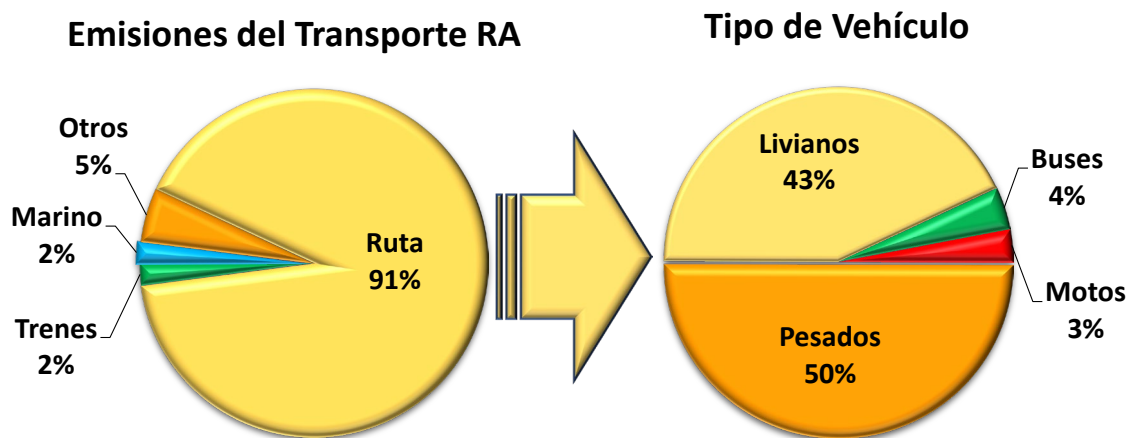 Emisiones del Transporte RA
Otros
5%
Marino
2%
Trenes
2%
Ruta
91%
Tipo de Vehículo
Livianos
43%
Buses
4%
Motos
3%
Pesados
50%